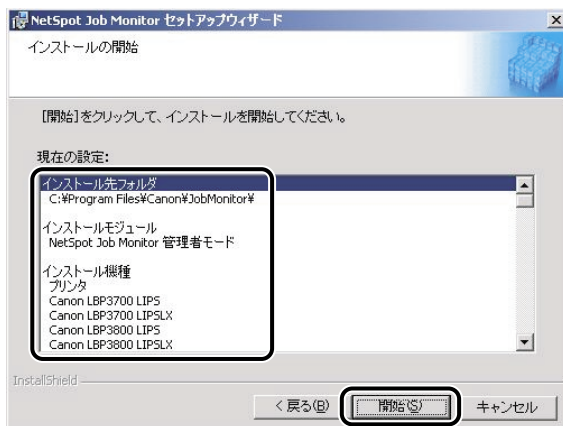 NetSpot Job Monitor セットアップウィザード
インストールの開始
[開始]をクリックして、インストールを開始してください。
現在の設定:
インストール先フォルダ
C:¥Program Files¥Canon¥JobMonitor¥
インストールモジュール
NetSpot Job Monitor 管理者モード
インストール機種
プリンタ
Canon LBP3700 LIPS
Canon LBP3700 LIPSLX
Canon LBP3800 LIPS
Canon LBP3800 LIPSLX
InstallShield
< 戻る(B) 開始(S) キャンセル